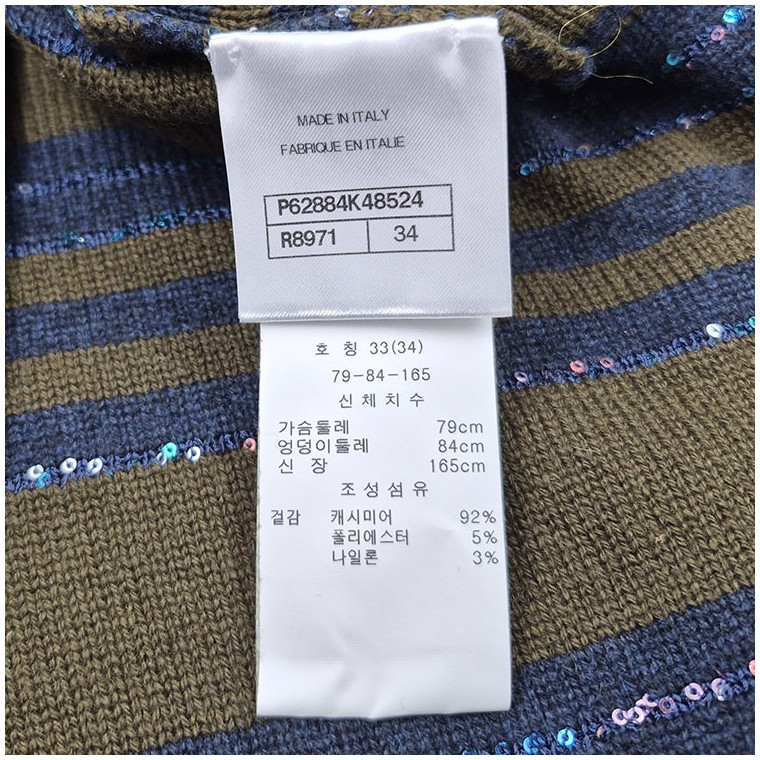 MADE IN ITALY
FABRIQUE EN ITALIE
P62884K48524
R8971 34
호 칭 33(34)
79-84-165
신 체 치 수
가슴둘레 79cm
엉덩이둘레 84cm
신 장 165cm
조 성 섬 유
겉감 캐시미어 92%
폴리에스터 5%
나일론 3%